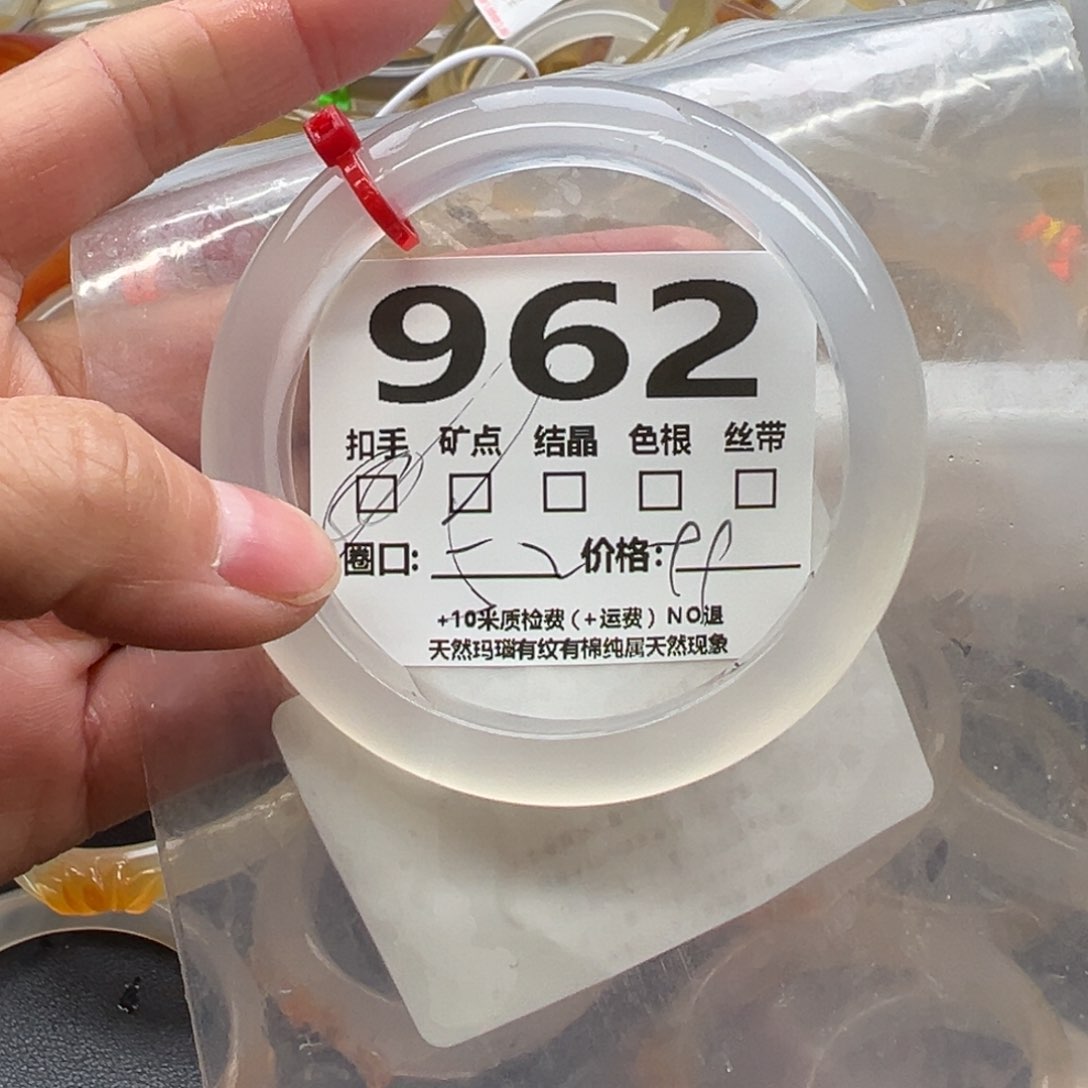 962
扣手 矿点 结晶 色根 丝带
圈口: 价格:
+10米质检费(+运费) NO退
天然玛瑙有纹有棉纯属天然现象